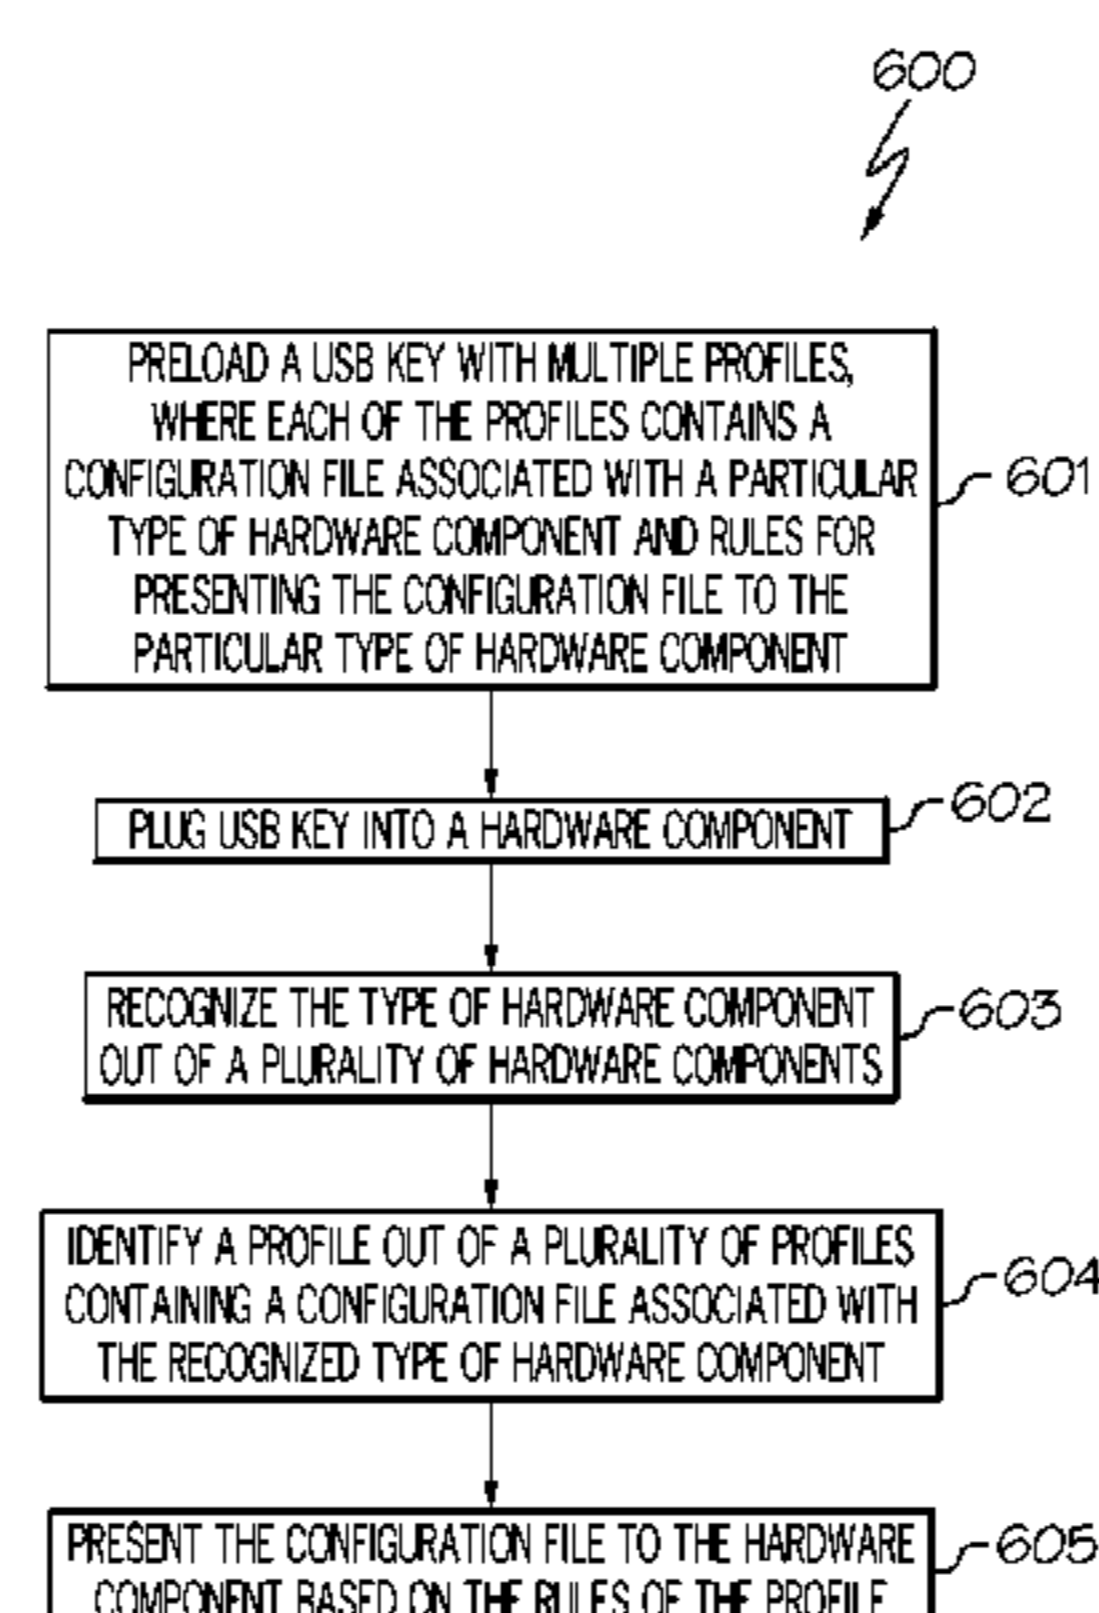 600
PRELOAD A USB KEY WITH MULTIPLE PROFILES,
WHERE EACH OF THE PROFILES CONTAINS A
CONFIGURATION FILE ASSOCIATED WITH A PARTICULAR
TYPE OF HARDWARE COMPONENT AND RULES FOR
PRESENTING THE CONFIGURATION FILE TO THE
PARTICULAR TYPE OF HARDWARE COMPONENT
601
PLUG USB KEY INTO A HARDWARE COMPONENT
602
RECOGNIZE THE TYPE OF HARDWARE COMPONENT
OUT OF A PLURALITY OF HARDWARE COMPONENTS
603
IDENTIFY A PROFILE OUT OF A PLURALITY OF PROFILES
CONTAINING A CONFIGURATION FILE ASSOCIATED WITH
THE RECOGNIZED TYPE OF HARDWARE COMPONENT
604
PRESENT THE CONFIGURATION FILE TO THE HARDWARE
COMPONENT BASED ON THE RULES OF THE PROFILE
605